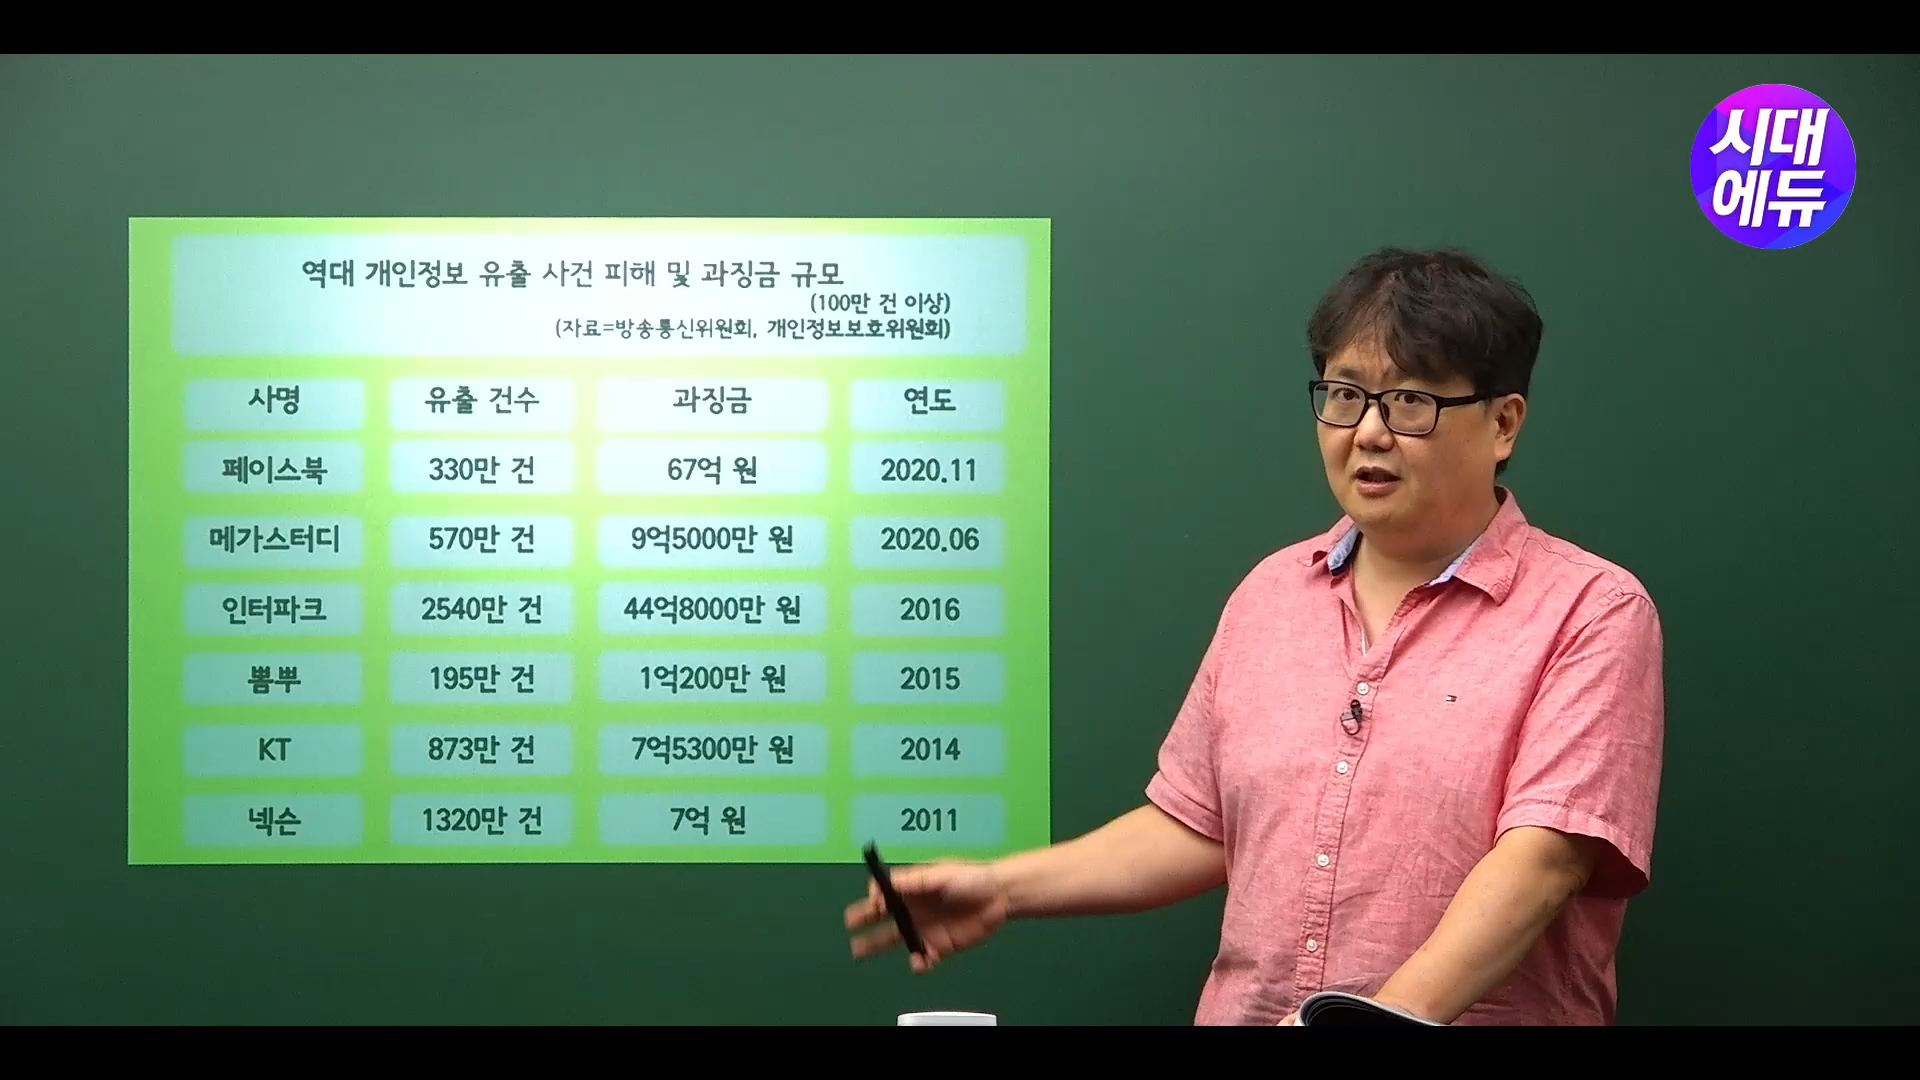 시대
에듀
역대 개인정보 유출 사건 피해 및 과징금 규모
(100만 건 이상)
(자료=방송통신위원회, 개인정보보호위원회)
사명 유출 건수 과징금 연도
페이스북 330만 건 67억 원 2020.11
메가스터디 570만 건 9억5000만 원 2020.06
인터파크 2540만 건 44억8000만 원 2016
뽐뿌 195만 건 1억200만 원 2015
KT 873만 건 7억5300만 원 2014
넥슨 1320만 건 7억 원 2011